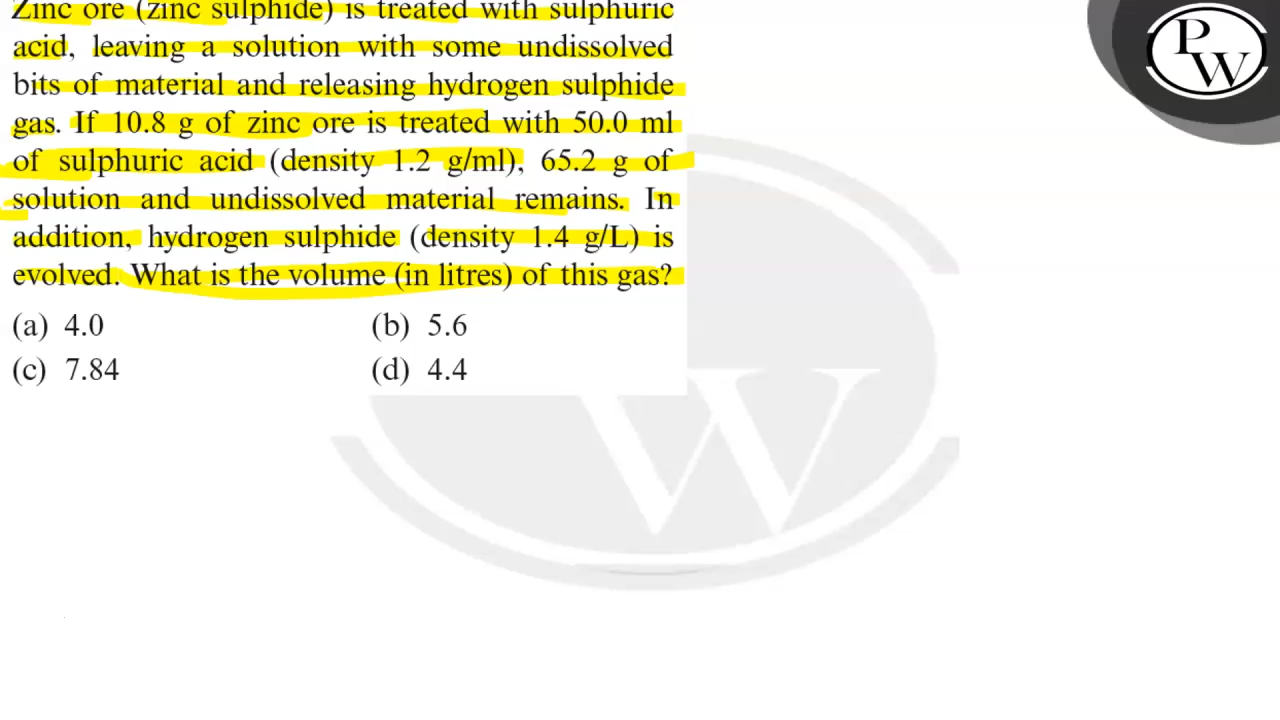 Zinc ore (zinc sulphide) is treated with sulphuric
acid, leaving a solution with some undissolved
bits of material and releasing hydrogen sulphide
gas. If 10.8 g of zinc ore is treated with 50.0 ml
of sulphuric acid (density 1.2 g/ml), 65.2 g of
solution and undissolved material remains. In
addition, hydrogen sulphide (density 1.4 g/L) is
evolved. What is the volume (in litres) of this gas?
(a) 4.0 (b) 5.6
(c) 7.84 (d) 4.4
P
W
W